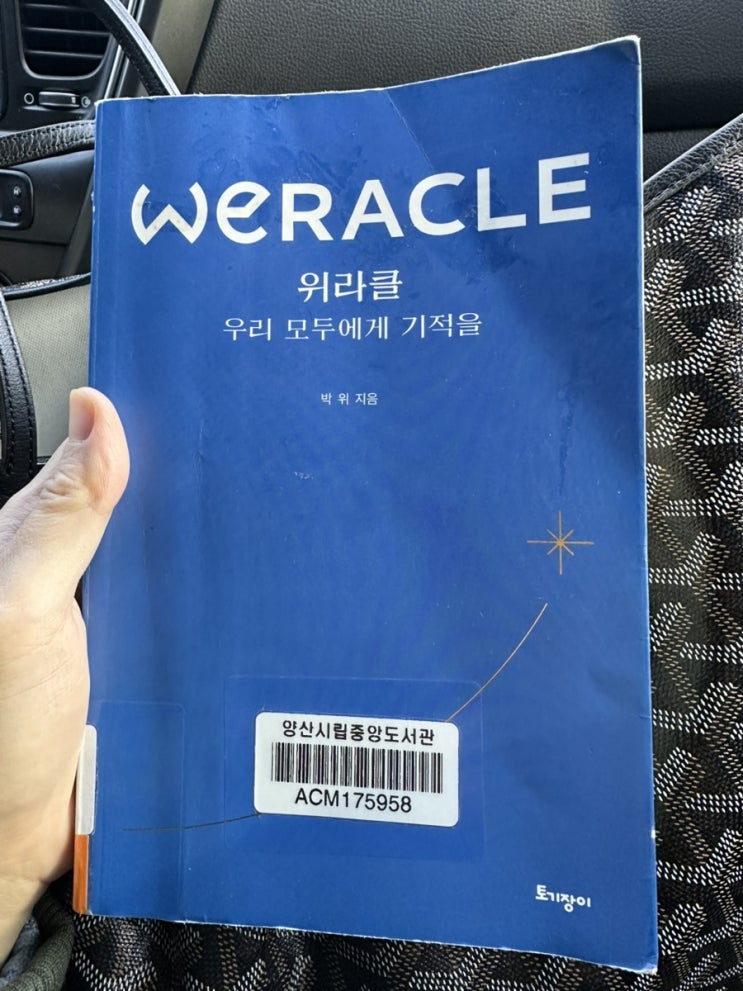 WERACLE
위라클
우리 모두에게 기적을
박 위 지음
양산시립중앙도서관
ACM175958
토기장이